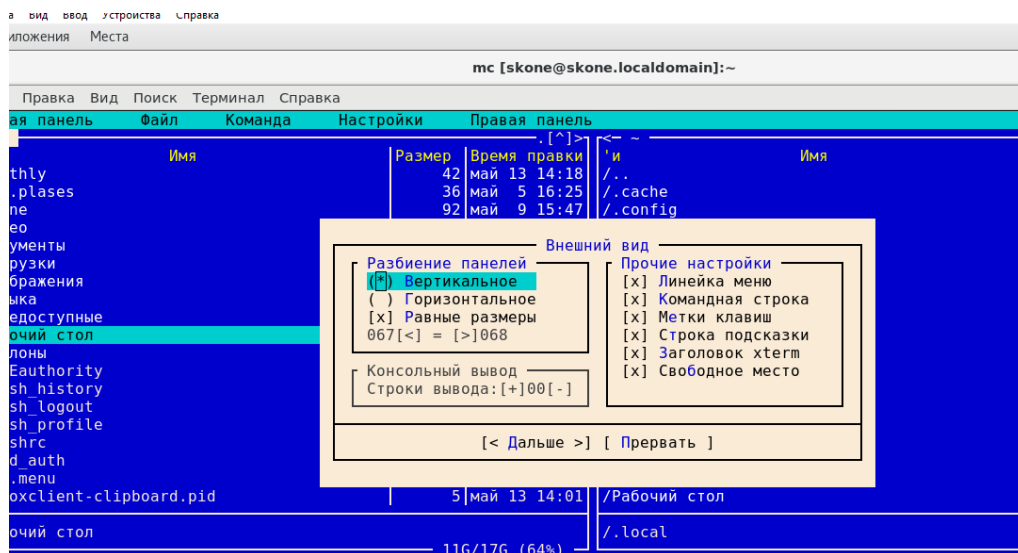 а Вид Ввод Устройства Справка
иложения Места
mc [skone@skone.localdomain]:~
Правка Вид Поиск Терминал Справка
ая панель Файл Команда Настройки Правая панель
.[^]> <─ ~
Имя Размер Время правки 'и Имя
thly 42 май 13 14:18 /..
.plases 36 май 5 16:25 /.cache
ne 92 май 9 15:47 /.config
ео
ументы
рузки
бражения
ыка
едоступные
очий стол
лоны
Eauthority
sh_history
sh_logout
sh_profile
shrc
d_auth
.menu
oxclient-clipboard.pid 5 май 13 14:01 /Рабочий стол
очий стол /.local
11G/17G (64%)
Внешний вид
Разбиение панелей
(*) Вертикальное
( ) Горизонтальное
[x] Равные размеры
067[<] = [>]068
Консольный вывод
Строки вывода:[+]00[-]
Прочие настройки
[x] Линейка меню
[x] Командная строка
[x] Метки клавиш
[x] Строка подсказки
[x] Заголовок xterm
[x] Свободное место
[< Дальше >] [ Прервать ]